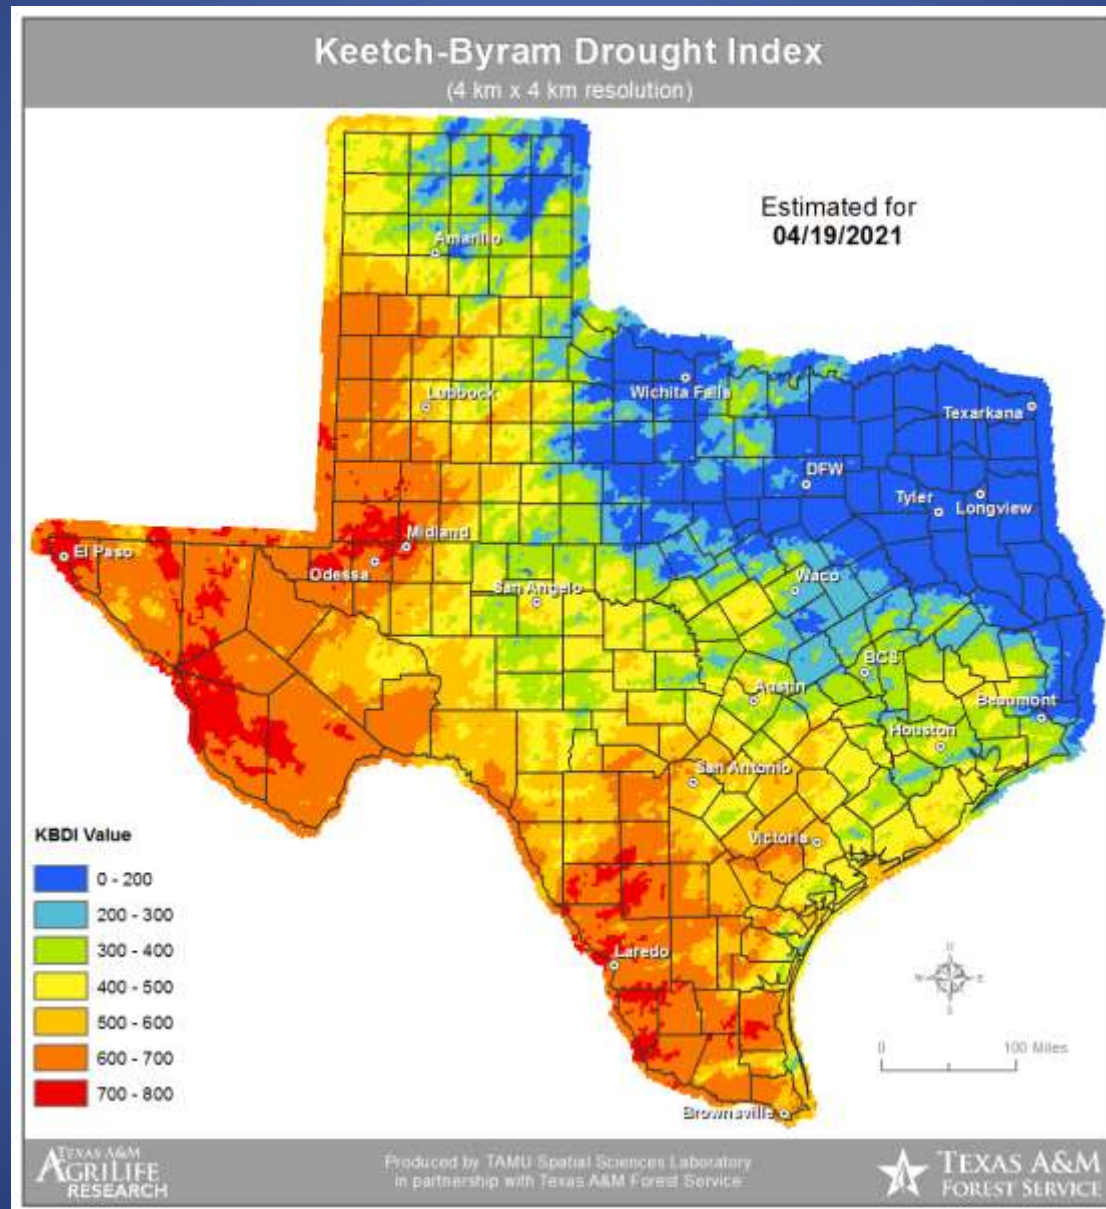 Keetch-Byram Drought Index
(4 km x 4 km resolution)
Estimated for
04/19/2021
Amarillo
Lubbock
Wichita Falls
Texarkana
DFW
Tyler
Longview
Midland
El Paso
Odessa
San Angelo
Waco
BCS
Austin
Beaumont
Houston
San Antonio
Victoria
Laredo
Brownsville
KBDI Value
0 - 200
200 - 300
300 - 400
400 - 500
500 - 600
600 - 700
700 - 800
N
W E
S
0 100 Miles
TEXAS A&M
AGRILIFE
RESEARCH
Produced by TAMU Spatial Sciences Laboratory
in partnership with Texas A&M Forest Service
TEXAS A&M
FOREST SERVICE